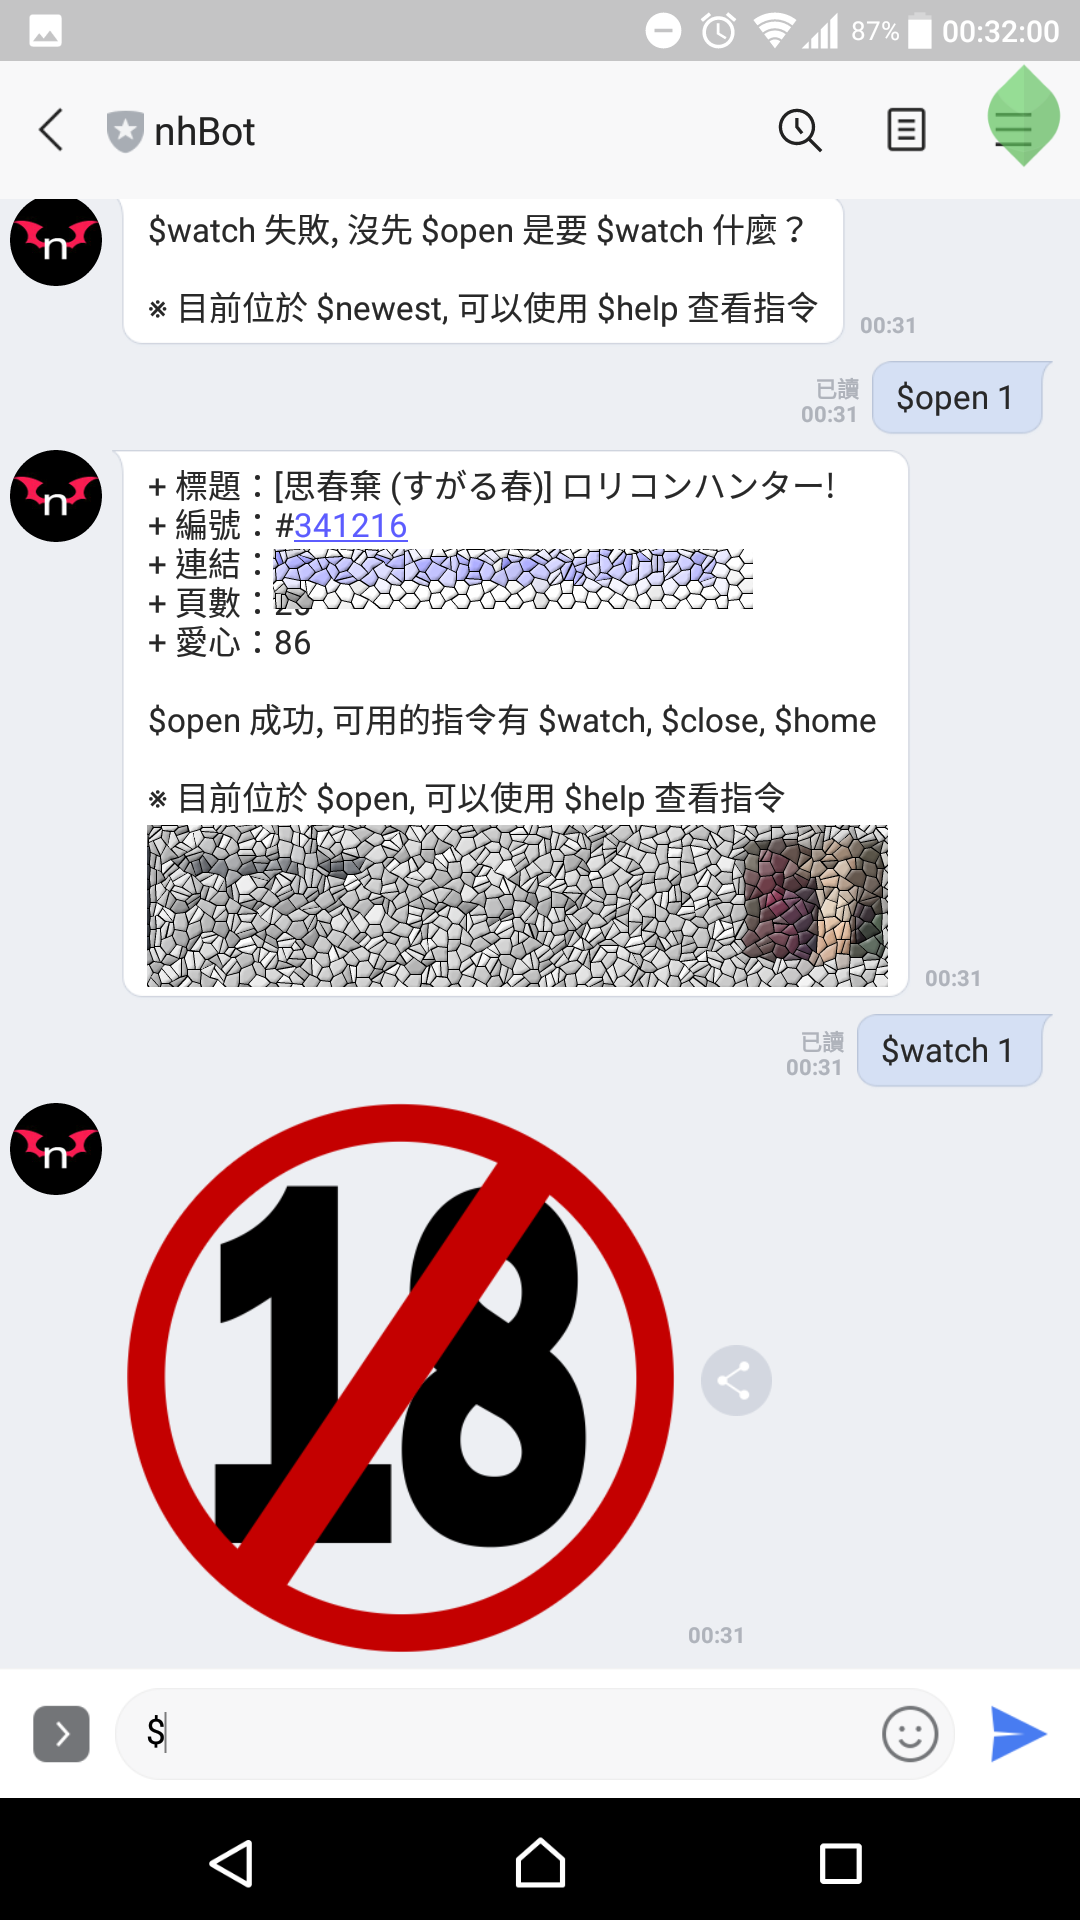 87% 00:32:00
nhBot
$watch 失敗, 沒先 $open 是要 $watch 什麼？
※ 目前位於 $newest, 可以使用 $help 查看指令
00:31
已讀
00:31
$open 1
n
+ 標題：[思春棄 (すがる春)] ロリコンハンター!
+ 編號：#341216
+ 連結：
+ 頁數：
+ 愛心：86
$open 成功, 可用的指令有 $watch, $close, $home
※ 目前位於 $open, 可以使用 $help 查看指令
00:31
已讀
00:31
$watch 1
n
18
00:31
$